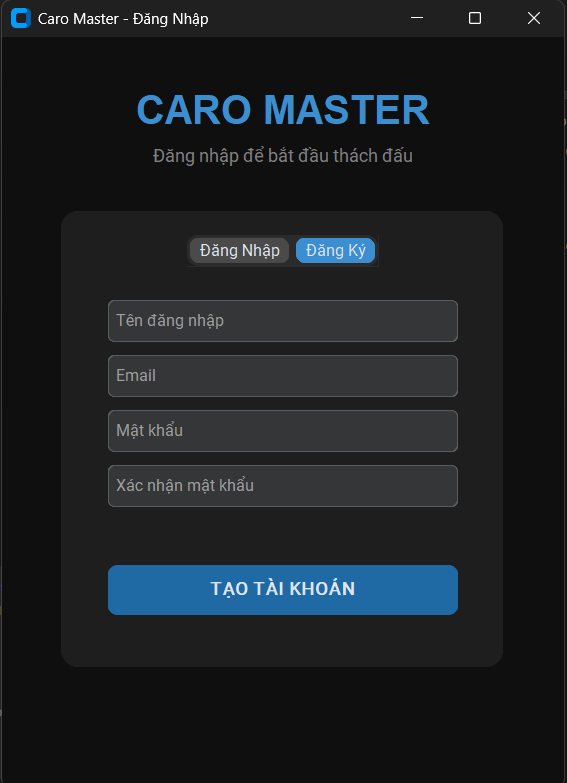 Caro Master - Đăng Nhập
CARO MASTER
Đăng nhập để bắt đầu thách đấu
Đăng Nhập Đăng Ký
Tên đăng nhập
Email
Mật khẩu
Xác nhận mật khẩu
TẠO TÀI KHOẢN